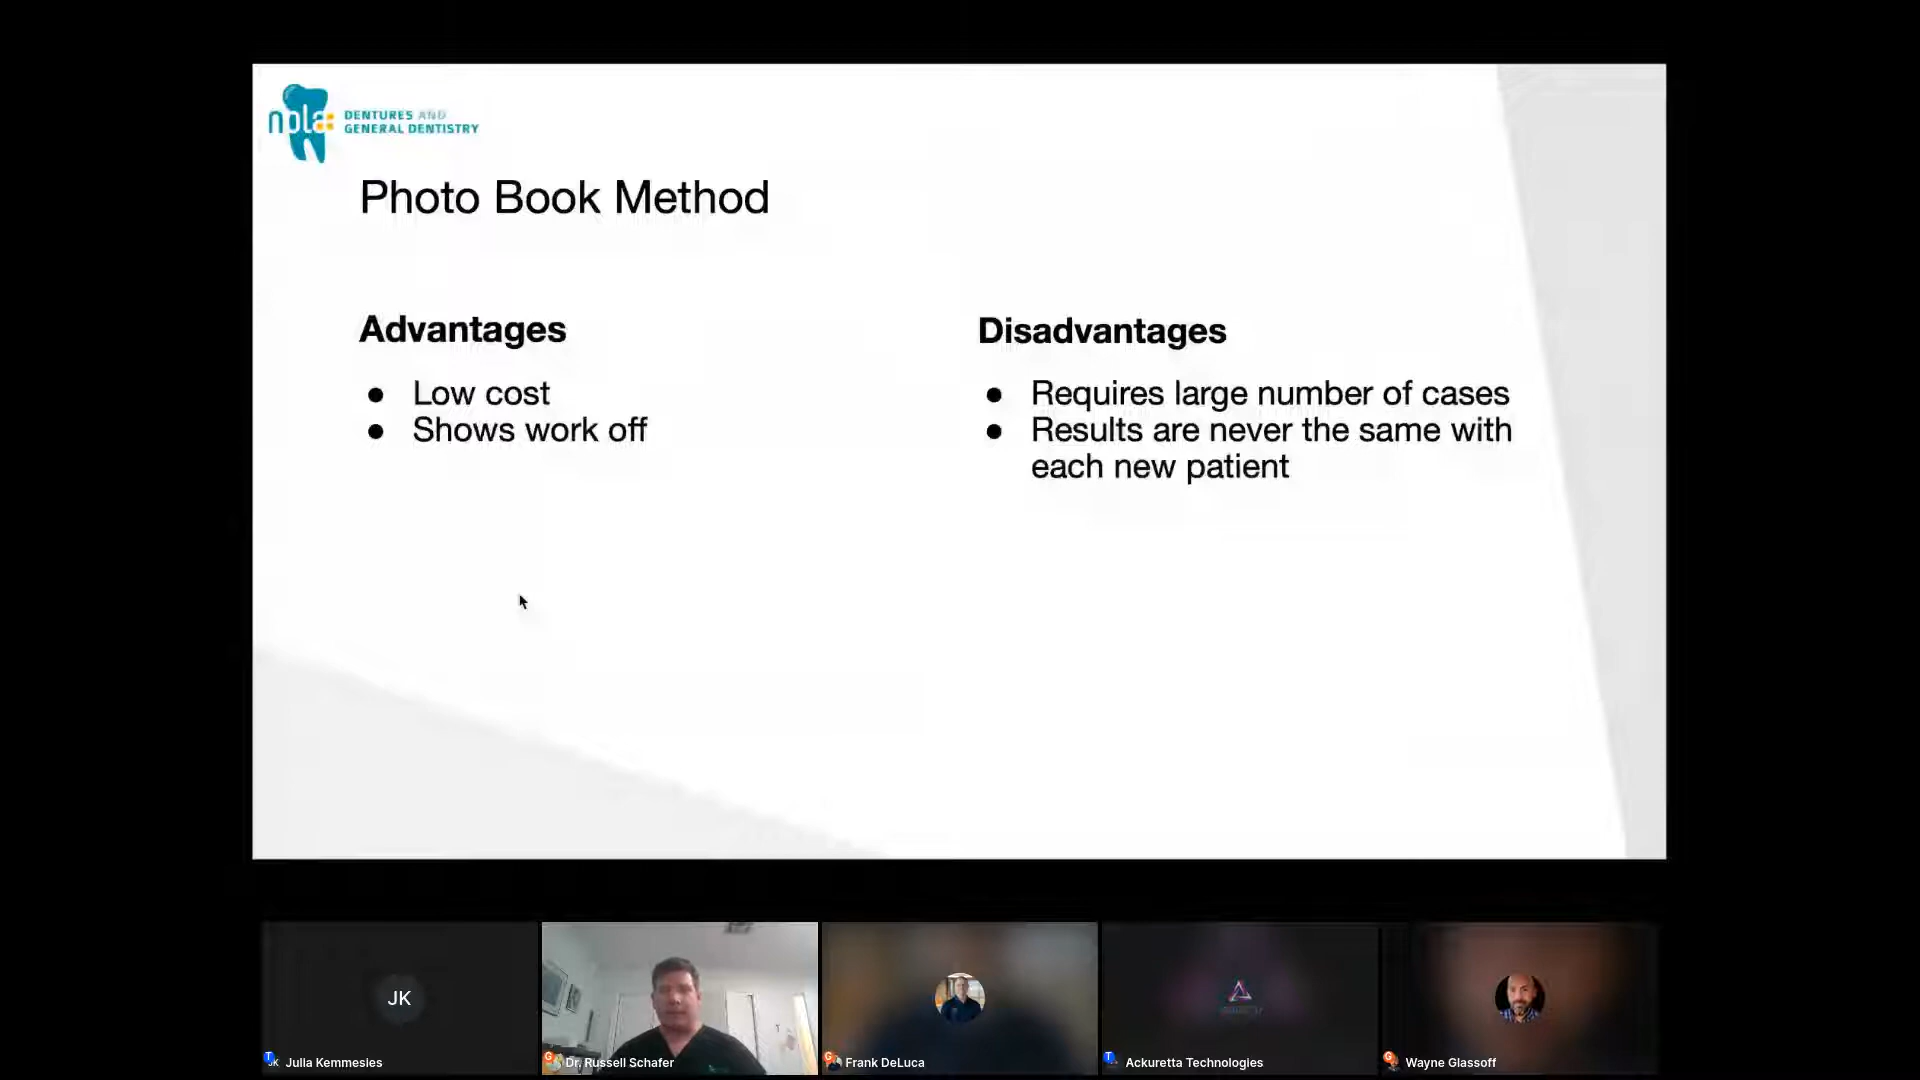 npla:
DENTURES AND
GENERAL DENTISTRY
Photo Book Method
Advantages
● Low cost
● Shows work off
Disadvantages
● Requires large number of cases
● Results are never the same with
each new patient
JK
JK Julia Kemmesies
Dr. Russell Schafer
Frank DeLuca
Ackuretta Technologies
Wayne Glassoff